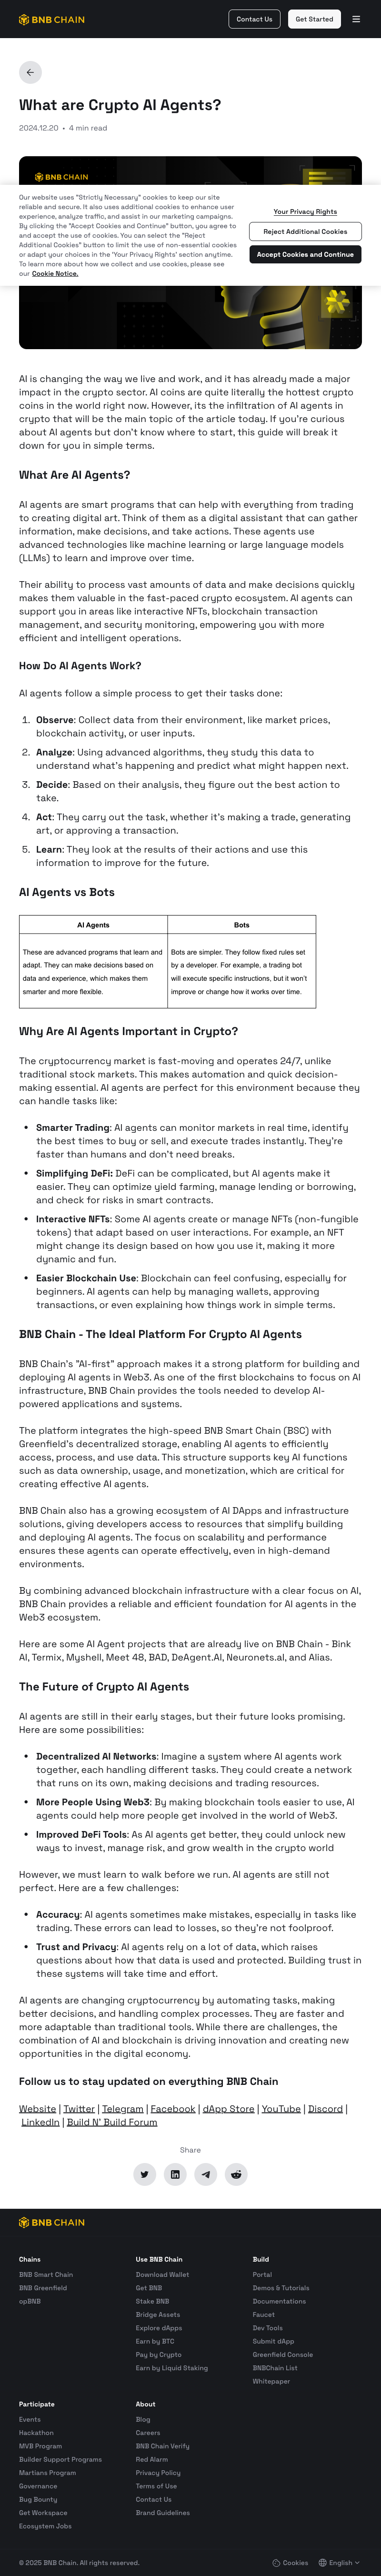 BNB CHAIN
Contact Us
Get Started
What are Crypto AI Agents?
2024.12.20 • 4 min read
BNB CHAIN
Our website uses "Strictly Necessary" cookies to keep our site
reliable and secure. It also uses additional cookies to enhance user
experience, analyze traffic, and assist in our marketing campaigns.
By clicking the "Accept Cookies and Continue" button, you agree to
and accept the use of cookies. You can select the "Reject
Additional Cookies" button to limit the use of non-essential cookies
or adapt your choices in the 'Your Privacy Rights' section anytime.
To learn more about how we collect and use cookies, please see
our Cookie Notice.
Your Privacy Rights
Reject Additional Cookies
Accept Cookies and Continue
AI is changing the way we live and work, and it has already made a major
impact in the crypto sector. AI coins are quite literally the hottest crypto
coins in the world right now. However, its the infiltration of AI agents in
crypto that will be the main topic of the article today. If you're curious
about AI agents but don't know where to start, this guide will break it
down for you in simple terms.
What Are AI Agents?
AI agents are smart programs that can help with everything from trading
to creating digital art. Think of them as a digital assistant that can gather
information, make decisions, and take actions. These agents use
advanced technologies like machine learning or large language models
(LLMs) to learn and improve over time.
Their ability to process vast amounts of data and make decisions quickly
makes them valuable in the fast-paced crypto ecosystem. AI agents can
support you in areas like interactive NFTs, blockchain transaction
management, and security monitoring, empowering you with more
efficient and intelligent operations.
How Do AI Agents Work?
AI agents follow a simple process to get their tasks done:
1. Observe: Collect data from their environment, like market prices,
blockchain activity, or user inputs.
2. Analyze: Using advanced algorithms, they study this data to
understand what's happening and predict what might happen next.
3. Decide: Based on their analysis, they figure out the best action to
take.
4. Act: They carry out the task, whether it's making a trade, generating
art, or approving a transaction.
5. Learn: They look at the results of their actions and use this
information to improve for the future.
AI Agents vs Bots
AI Agents
Bots
These are advanced programs that learn and
adapt. They can make decisions based on
data and experience, which makes them
smarter and more flexible.
Bots are simpler. They follow fixed rules set
by a developer. For example, a trading bot
will execute specific instructions, but it won't
improve or change how it works over time.
Why Are AI Agents Important in Crypto?
The cryptocurrency market is fast-moving and operates 24/7, unlike
traditional stock markets. This makes automation and quick decision-
making essential. AI agents are perfect for this environment because they
can handle tasks like:
• Smarter Trading: AI agents can monitor markets in real time, identify
the best times to buy or sell, and execute trades instantly. They're
faster than humans and don't need breaks.
• Simplifying DeFi: DeFi can be complicated, but AI agents make it
easier. They can optimize yield farming, manage lending or borrowing,
and check for risks in smart contracts.
• Interactive NFTs: Some AI agents create or manage NFTs (non-fungible
tokens) that adapt based on user interactions. For example, an NFT
might change its design based on how you use it, making it more
dynamic and fun.
• Easier Blockchain Use: Blockchain can feel confusing, especially for
beginners. AI agents can help by managing wallets, approving
transactions, or even explaining how things work in simple terms.
BNB Chain - The Ideal Platform For Crypto AI Agents
BNB Chain's "AI-first" approach makes it a strong platform for building and
deploying AI agents in Web3. As one of the first blockchains to focus on AI
infrastructure, BNB Chain provides the tools needed to develop AI-
powered applications and systems.
The platform integrates the high-speed BNB Smart Chain (BSC) with
Greenfield's decentralized storage, enabling AI agents to efficiently
access, process, and use data. This structure supports key AI functions
such as data ownership, usage, and monetization, which are critical for
creating effective AI agents.
BNB Chain also has a growing ecosystem of AI DApps and infrastructure
solutions, giving developers access to resources that simplify building
and deploying AI agents. The focus on scalability and performance
ensures these agents can operate effectively, even in high-demand
environments.
By combining advanced blockchain infrastructure with a clear focus on AI,
BNB Chain provides a reliable and efficient foundation for AI agents in the
Web3 ecosystem.
Here are some AI Agent projects that are already live on BNB Chain - Bink
AI, Termix, Myshell, Meet 48, BAD, DeAgent.AI, Neuronets.ai, and Alias.
The Future of Crypto AI Agents
AI agents are still in their early stages, but their future looks promising.
Here are some possibilities:
• Decentralized AI Networks: Imagine a system where AI agents work
together, each handling different tasks. They could create a network
that runs on its own, making decisions and trading resources.
• More People Using Web3: By making blockchain tools easier to use, AI
agents could help more people get involved in the world of Web3.
• Improved DeFi Tools: As AI agents get better, they could unlock new
ways to invest, manage risk, and grow wealth in the crypto world
However, we must learn to walk before we run. AI agents are still not
perfect. Here are a few challenges:
• Accuracy: AI agents sometimes make mistakes, especially in tasks like
trading. These errors can lead to losses, so they're not foolproof.
• Trust and Privacy: AI agents rely on a lot of data, which raises
questions about how that data is used and protected. Building trust in
these systems will take time and effort.
AI agents are changing cryptocurrency by automating tasks, making
better decisions, and handling complex processes. They are faster and
more adaptable than traditional tools. While there are challenges, the
combination of AI and blockchain is driving innovation and creating new
opportunities in the digital economy.
Follow us to stay updated on everything BNB Chain
Website | Twitter | Telegram | Facebook | dApp Store | YouTube | Discord |
LinkedIn | Build N' Build Forum
Share
BNB CHAIN
Chains
BNB Smart Chain
BNB Greenfield
opBNB
Use BNB Chain
Download Wallet
Get BNB
Stake BNB
Bridge Assets
Explore dApps
Earn by BTC
Pay by Crypto
Earn by Liquid Staking
Build
Portal
Demos & Tutorials
Documentations
Faucet
Dev Tools
Submit dApp
Greenfield Console
BNBChain List
Whitepaper
Participate
Events
Hackathon
MVB Program
Builder Support Programs
Martians Program
Governance
Bug Bounty
Get Workspace
Ecosystem Jobs
About
Blog
Careers
BNB Chain Verify
Red Alarm
Privacy Policy
Terms of Use
Contact Us
Brand Guidelines
© 2025 BNB Chain. All rights reserved.
Cookies
English